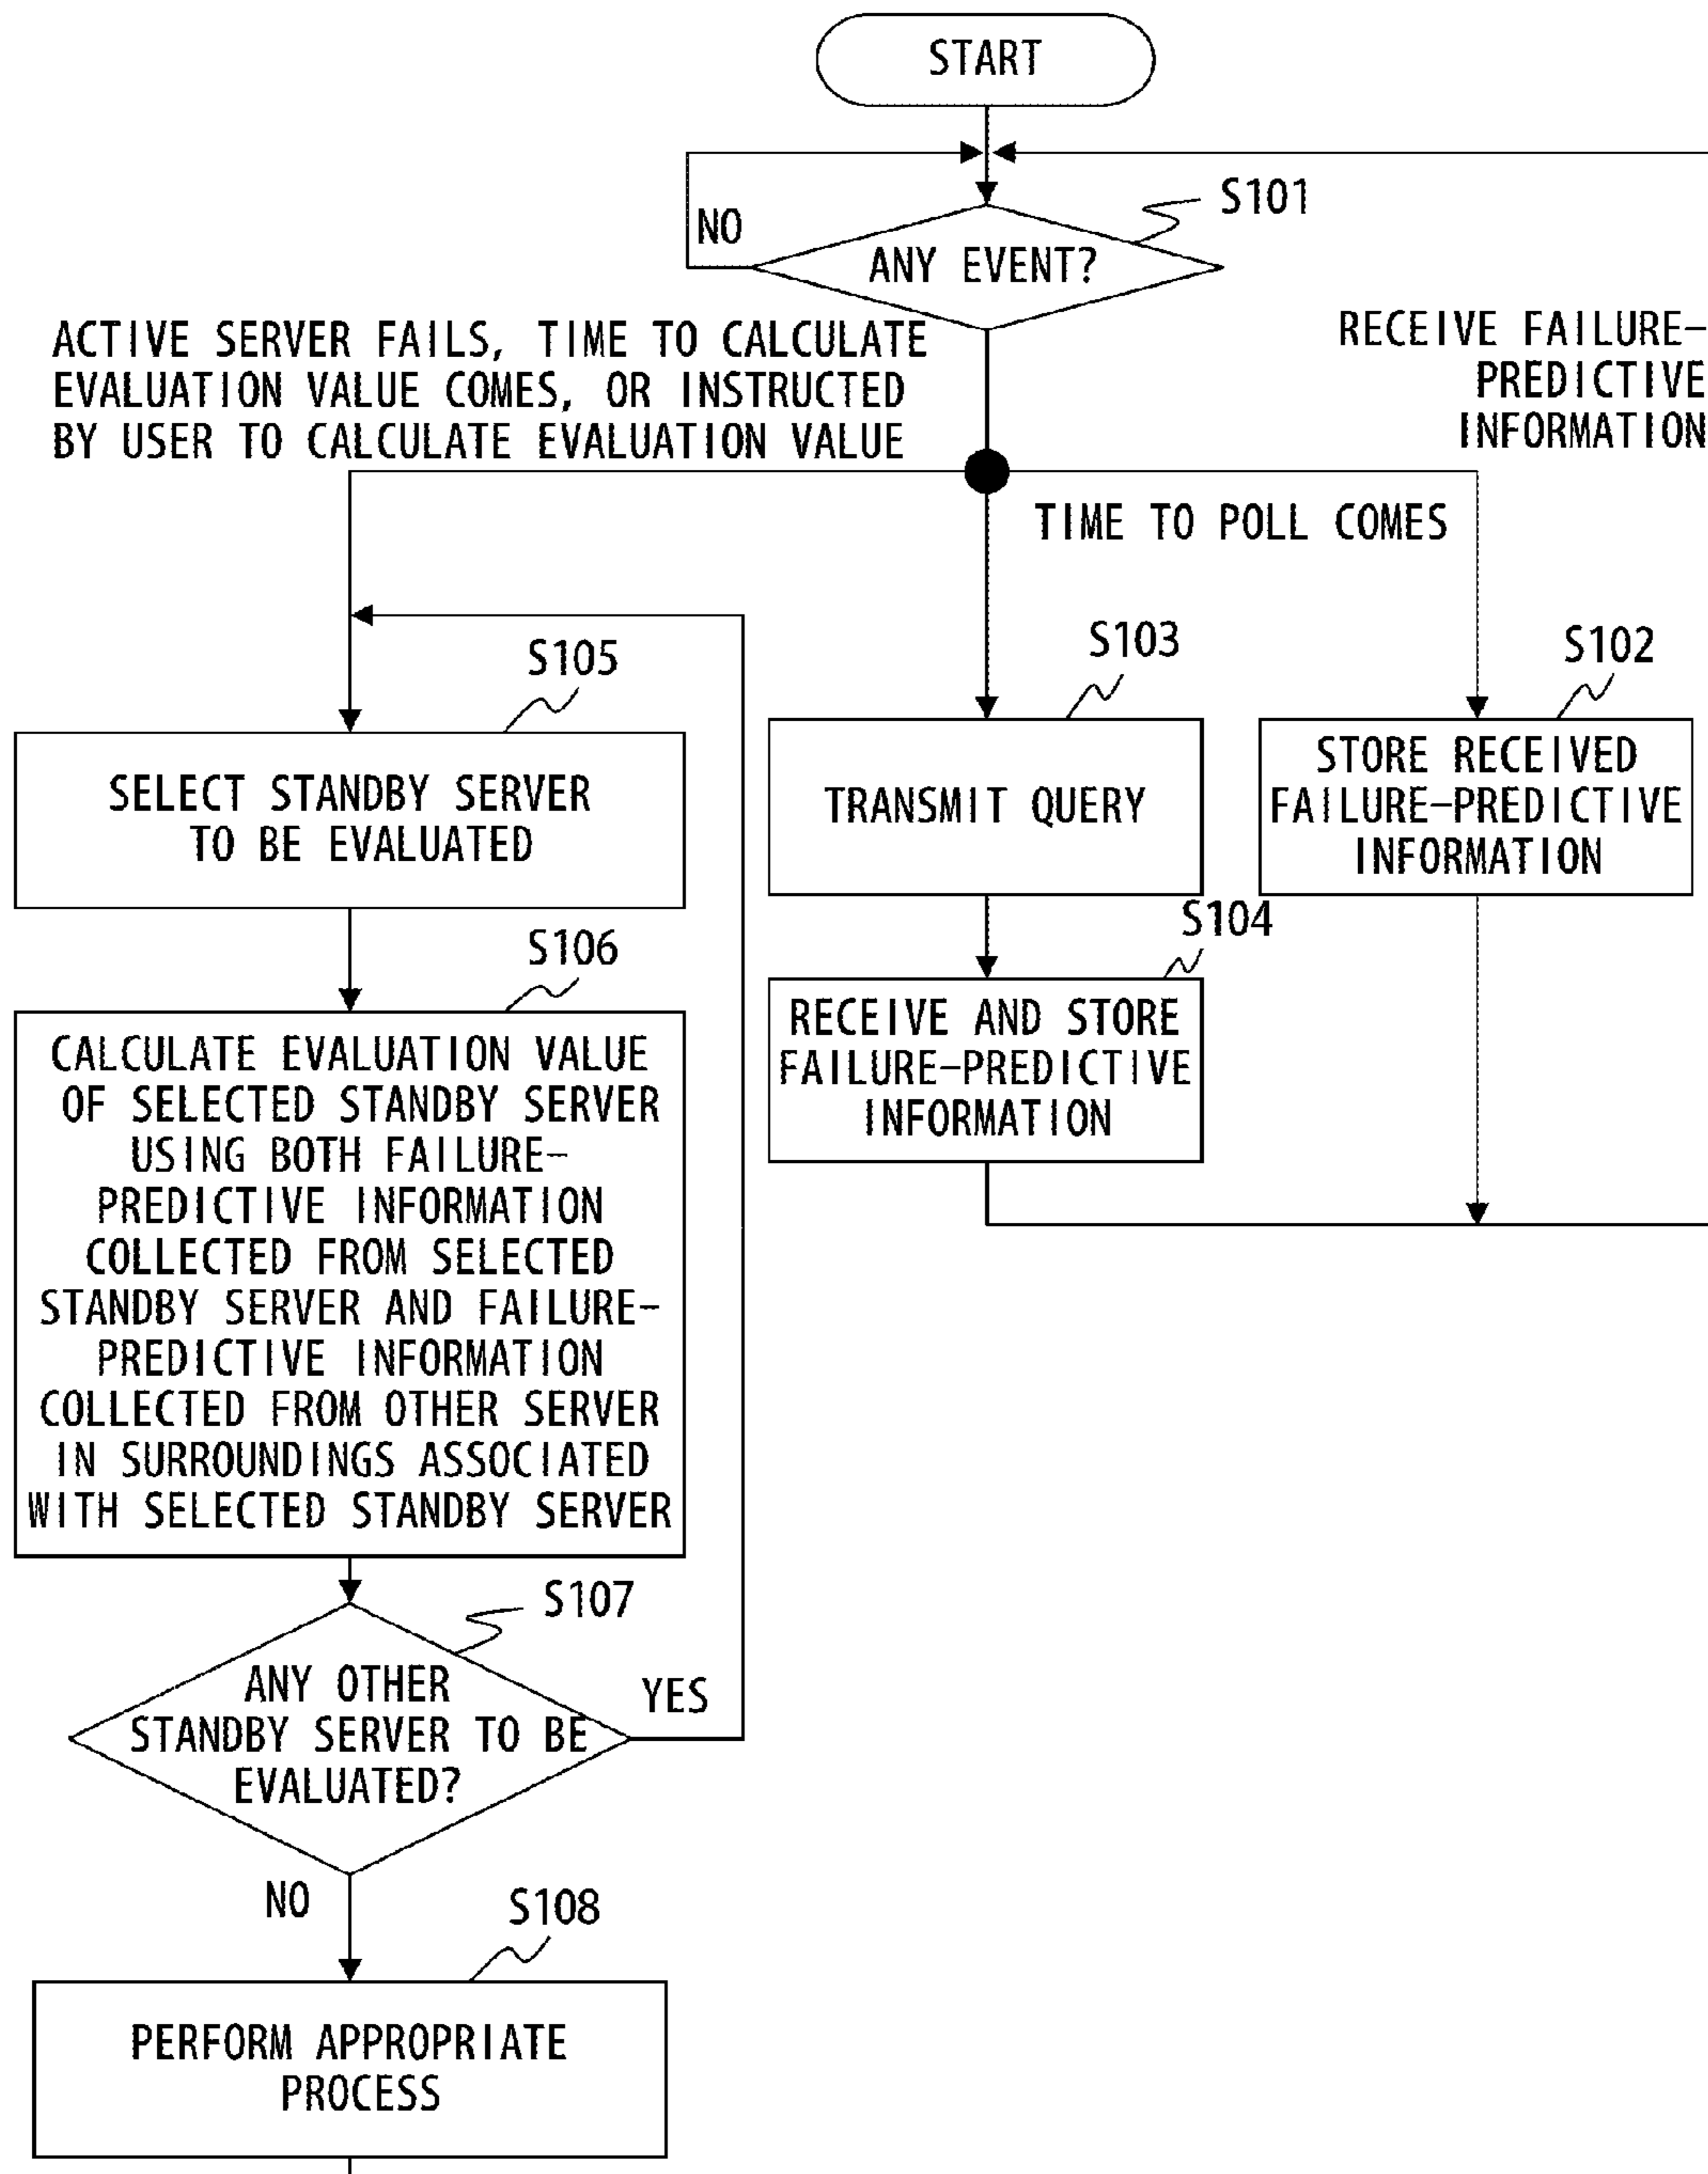 START
S101
NO
ANY EVENT?
ACTIVE SERVER FAILS, TIME TO CALCULATE
EVALUATION VALUE COMES, OR INSTRUCTED
BY USER TO CALCULATE EVALUATION VALUE
RECEIVE FAILURE-
PREDICTIVE
INFORMATION
TIME TO POLL COMES
S105
SELECT STANDBY SERVER
TO BE EVALUATED
S103
TRANSMIT QUERY
S102
STORE RECEIVED
FAILURE-PREDICTIVE
INFORMATION
S104
RECEIVE AND STORE
FAILURE-PREDICTIVE
INFORMATION
S106
CALCULATE EVALUATION VALUE
OF SELECTED STANDBY SERVER
USING BOTH FAILURE-
PREDICTIVE INFORMATION
COLLECTED FROM SELECTED
STANDBY SERVER AND FAILURE-
PREDICTIVE INFORMATION
COLLECTED FROM OTHER SERVER
IN SURROUNDINGS ASSOCIATED
WITH SELECTED STANDBY SERVER
S107
ANY OTHER
STANDBY SERVER TO BE
EVALUATED?
YES
NO
S108
PERFORM APPROPRIATE
PROCESS